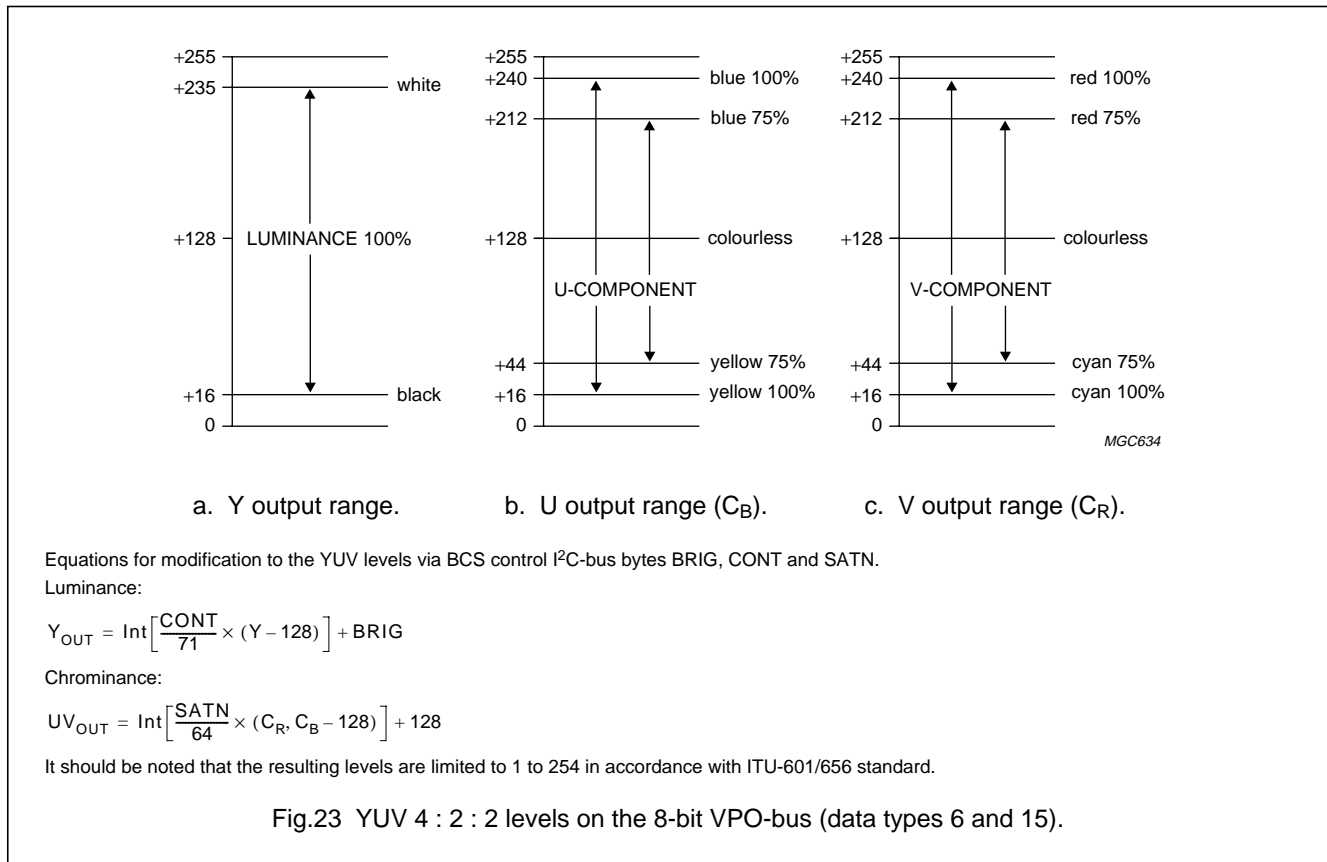 +255
+235
white
+128
LUMINANCE 100%
+16
black
0
+255
+240
blue 100%
+212
blue 75%
+128
colourless
U-COMPONENT
+44
yellow 75%
+16
yellow 100%
0
+255
+240
red 100%
+212
red 75%
+128
colourless
V-COMPONENT
+44
cyan 75%
+16
cyan 100%
0
MGC634
a. Y output range.
b. U output range (CB).
c. V output range (CR).
Equations for modification to the YUV levels via BCS control I²C-bus bytes BRIG, CONT and SATN.
Luminance:
YOUT = Int[CONT/71 × (Y – 128)] + BRIG
Chrominance:
UVOUT = Int[SATN/64 × (CR, CB – 128)] + 128
It should be noted that the resulting levels are limited to 1 to 254 in accordance with ITU-601/656 standard.
Fig.23 YUV 4 : 2 : 2 levels on the 8-bit VPO-bus (data types 6 and 15).